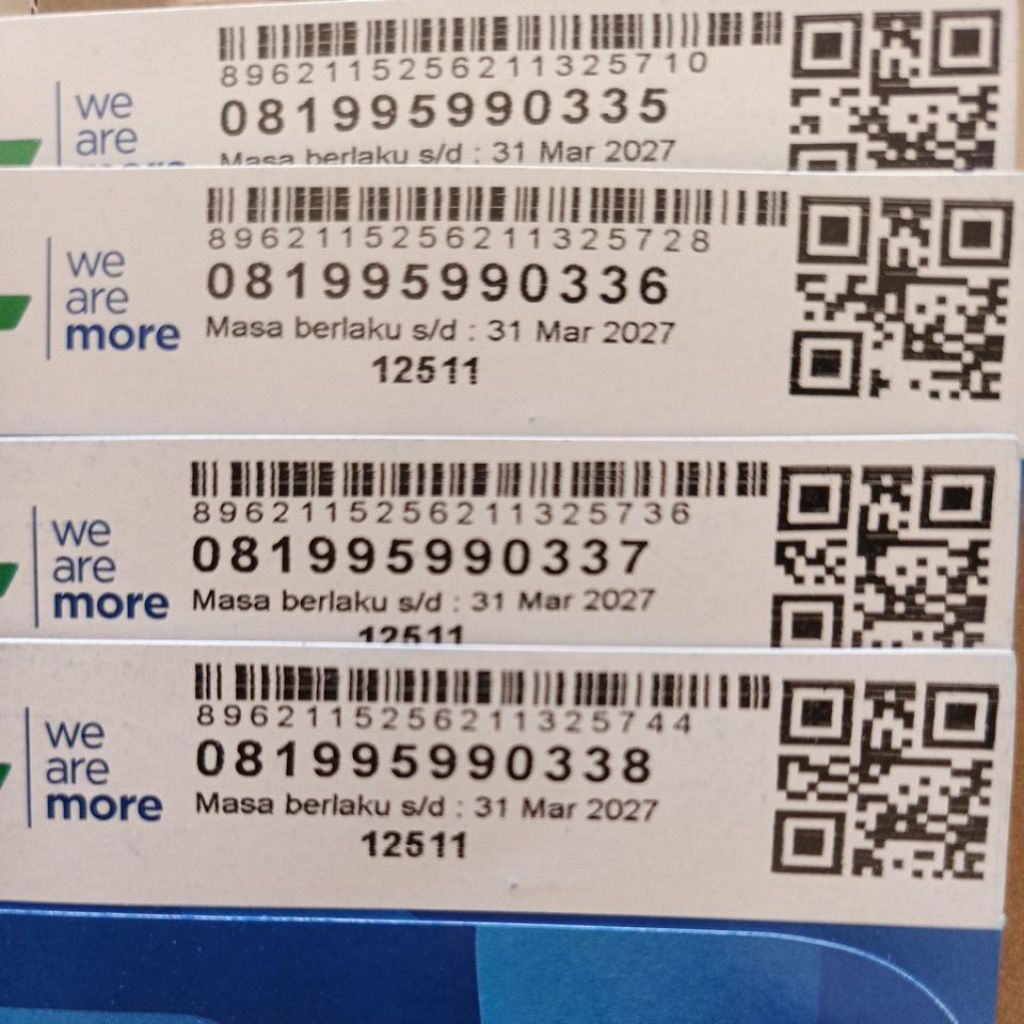 we
are
more
8962115256211325710
081995990335
Masa berlaku s/d : 31 Mar 2027
we
are
more
8962115256211325728
081995990336
Masa berlaku s/d : 31 Mar 2027
12511
we
are
more
8962115256211325736
081995990337
Masa berlaku s/d : 31 Mar 2027
12511
we
are
more
8962115256211325744
081995990338
Masa berlaku s/d : 31 Mar 2027
12511